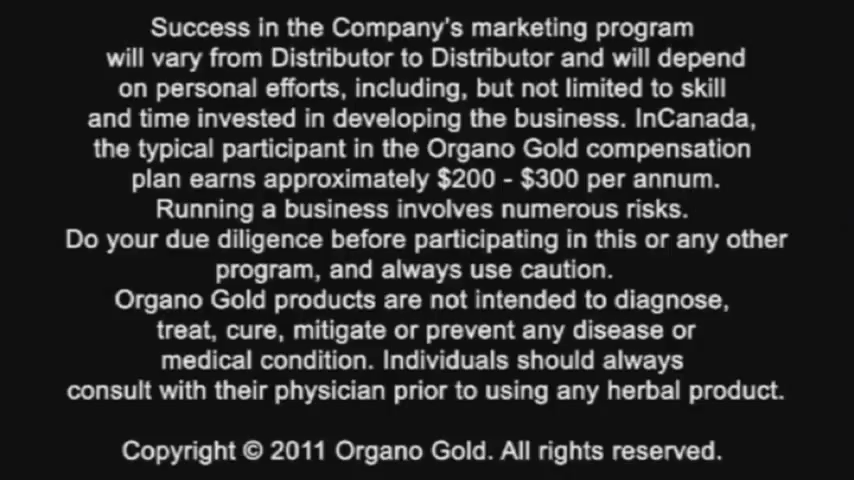 Success in the Company's marketing program
will vary from Distributor to Distributor and will depend
on personal efforts, including, but not limited to skill
and time invested in developing the business. InCanada,
the typical participant in the Organo Gold compensation
plan earns approximately $200 - $300 per annum.
Running a business involves numerous risks.
Do your due diligence before participating in this or any other
program, and always use caution.
Organo Gold products are not intended to diagnose,
treat, cure, mitigate or prevent any disease or
medical condition. Individuals should always
consult with their physician prior to using any herbal product.
Copyright © 2011 Organo Gold. All rights reserved.